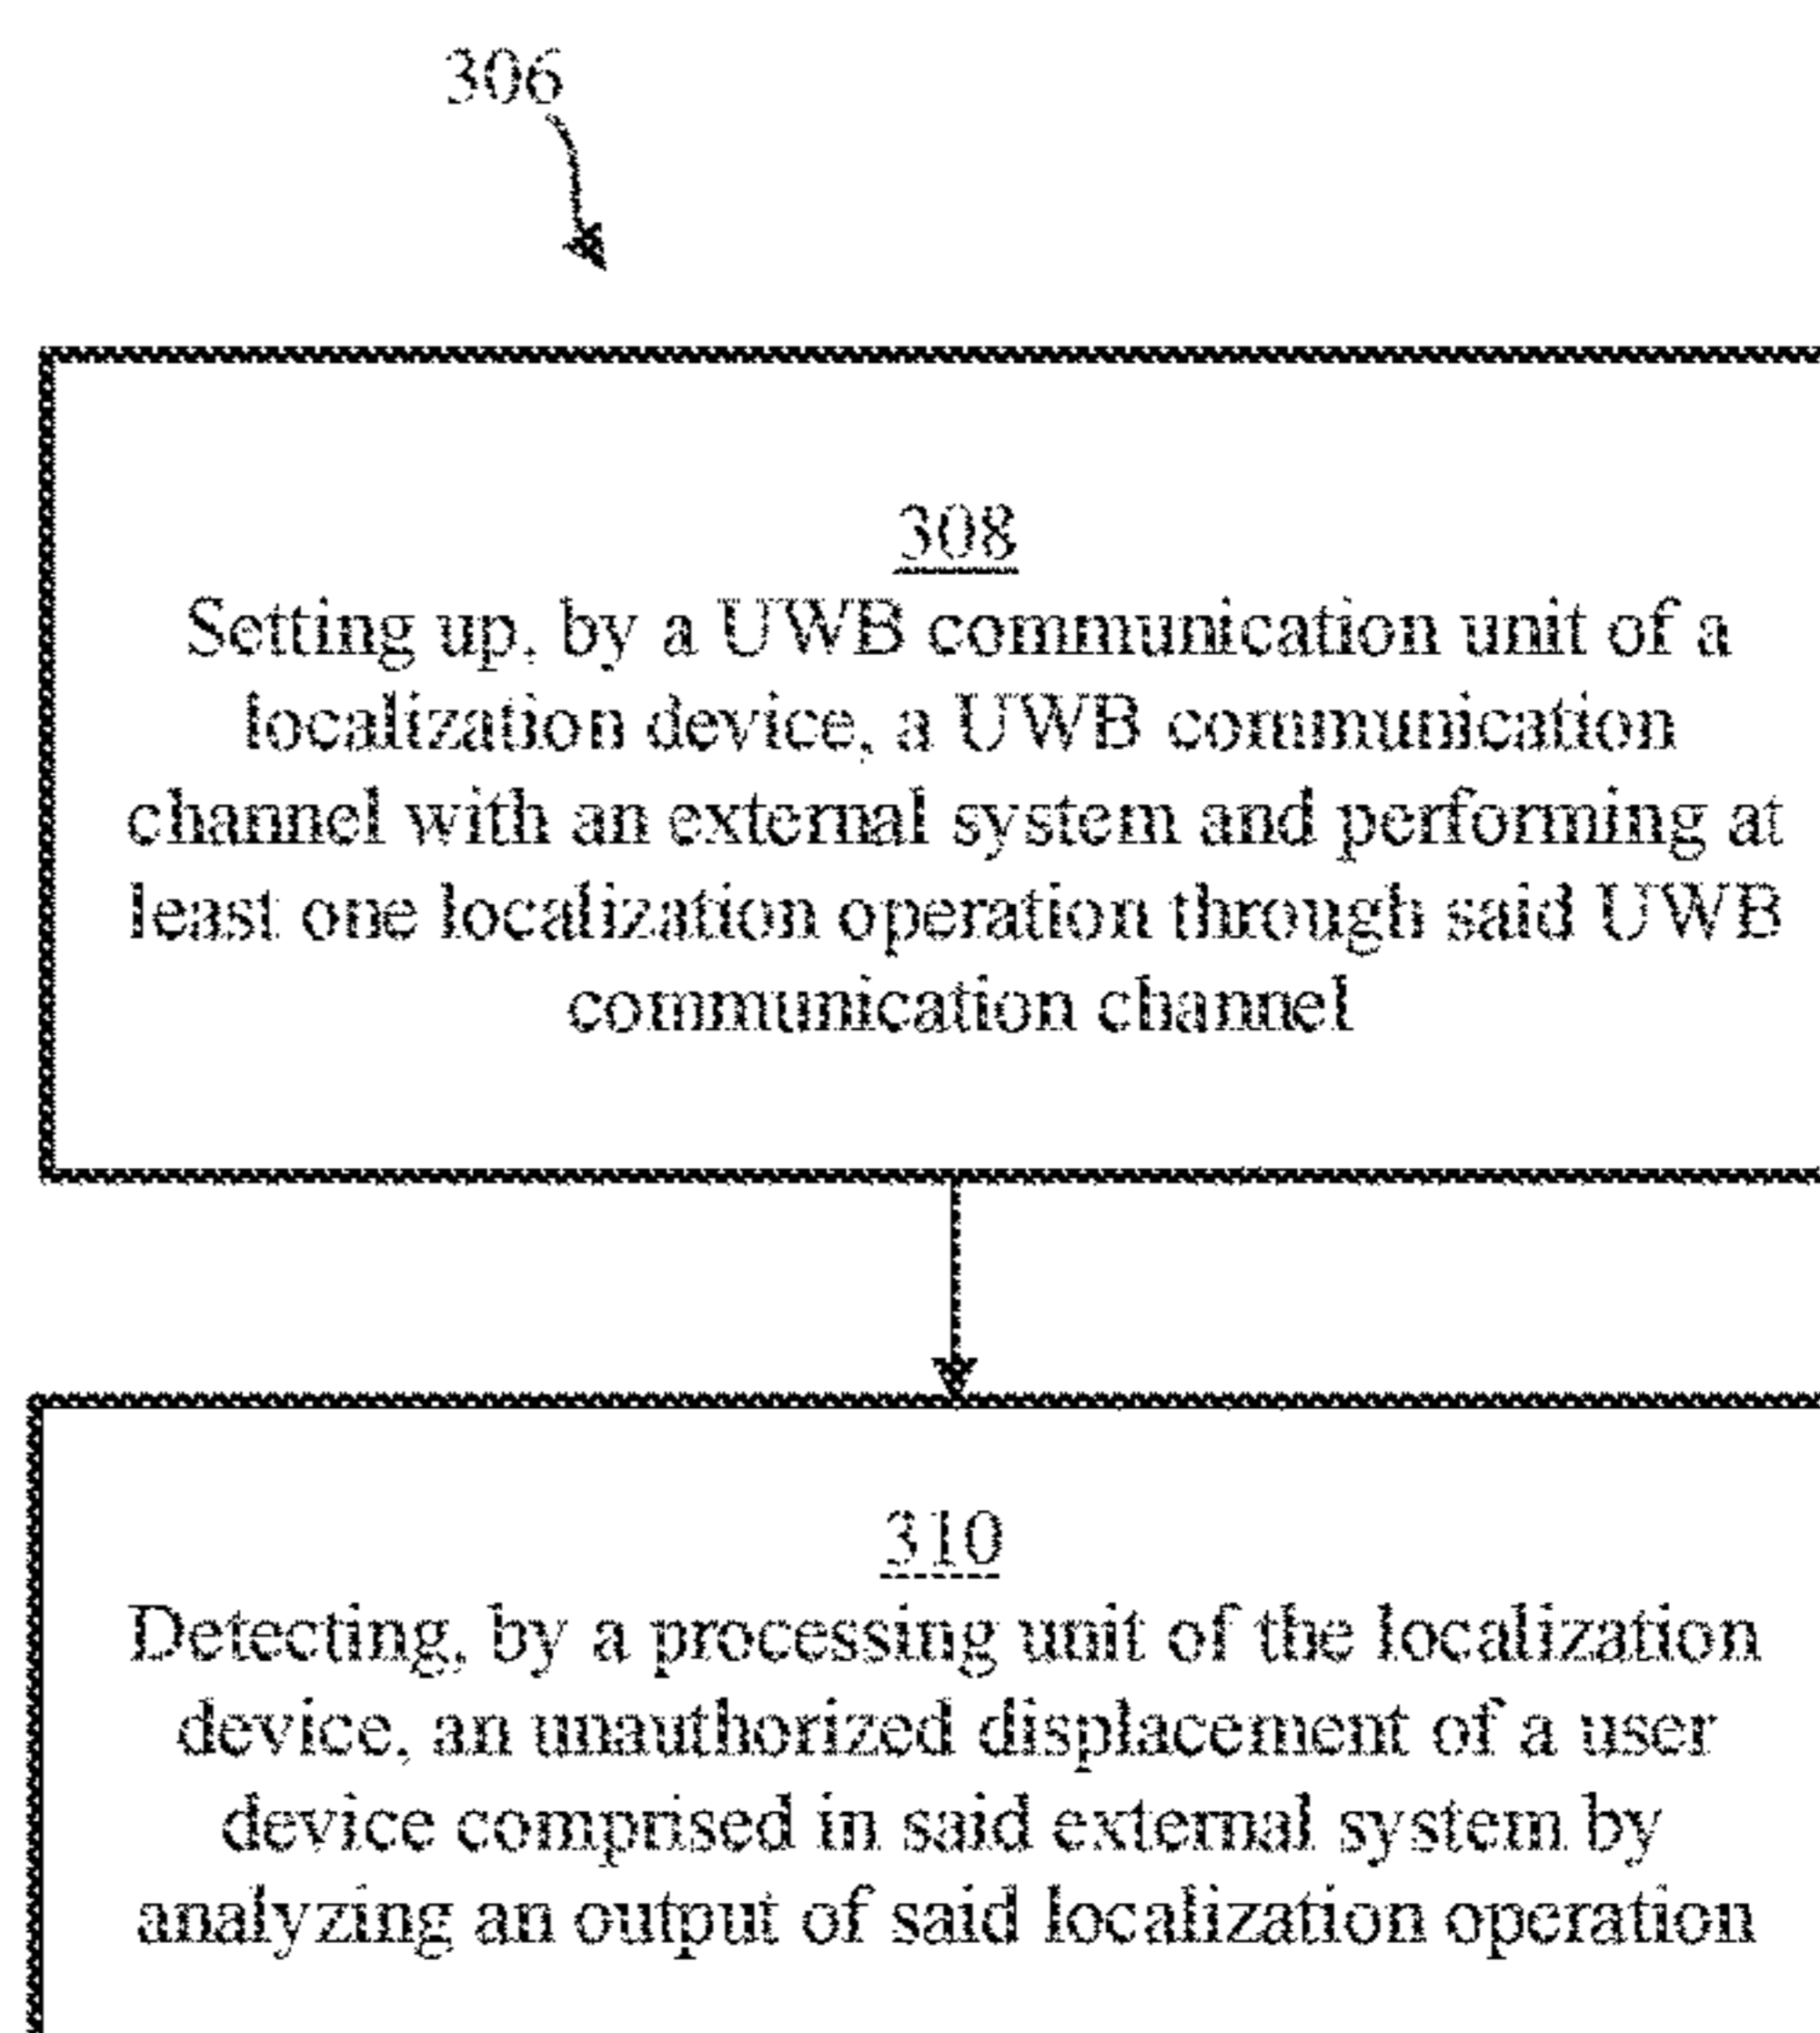 306
308
Setting up, by a UWB communication unit of a
localization device, a UWB communication
channel with an external system and performing at
least one localization operation through said UWB
communication channel
310
Detecting, by a processing unit of the localization
device, an unauthorized displacement of a user
device comprised in said external system by
analyzing an output of said localization operation